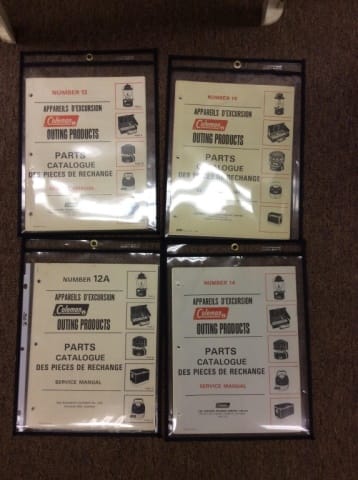 NUMBER 12
APPAREILS D'EXCURSION
Coleman
OUTING PRODUCTS
PARTS
CATALOGUE
DES PIECES DE RECHANGE
APPAREILS D'EXCURSION
Coleman
OUTING PRODUCTS
PARTS
CATALOGUE
DES PIECES DE RECHANGE
NUMBER 12A
APPAREILS D'EXCURSION
Coleman
OUTING PRODUCTS
PARTS
CATALOGUE
DES PIECES DE RECHANGE
SERVICE MANUAL
NUMBER 14
APPAREILS D'EXCURSION
Coleman
OUTING PRODUCTS
PARTS
CATALOGUE
DES PIECES DE RECHANGE
SERVICE MANUAL